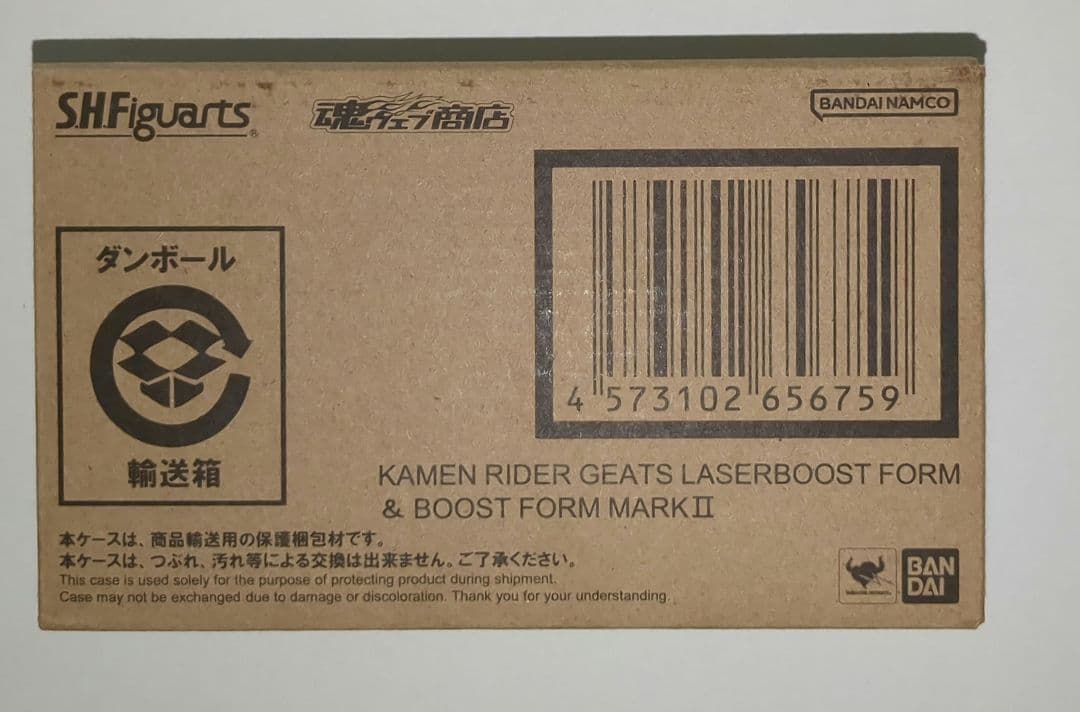 S.H.Figuarts®
魂ウェブ商店
BANDAI NAMCO
ダンボール
輸送箱
4 573102 656759
KAMEN RIDER GEATS LASERBOOST FORM
& BOOST FORM MARKⅡ
本ケースは、商品輸送用の保護梱包材です。
本ケースは、つぶれ、汚れ等による交換は出来ません。ご了承ください。
This case is used solely for the purpose of protecting product during shipment.
Case may not be exchanged due to damage or discoloration. Thank you for your understanding.
BAN
DAI